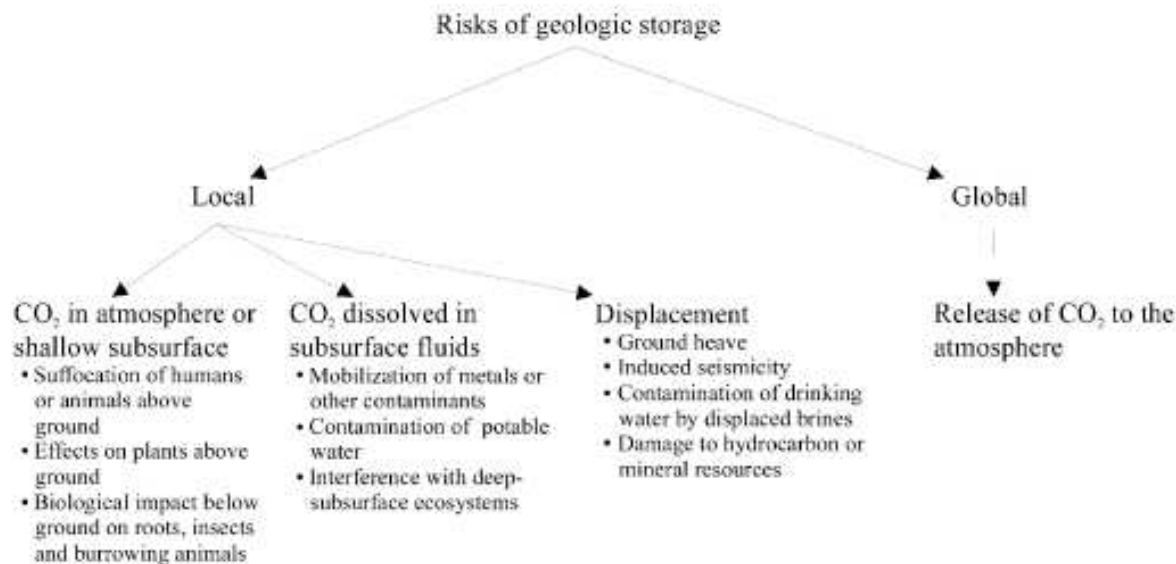 Risks of geologic storage
Local
Global
CO₂ in atmosphere or
shallow subsurface
• Suffocation of humans
or animals above
ground
• Effects on plants above
ground
• Biological impact below
ground on roots, insects
and burrowing animals
CO₂ dissolved in
subsurface fluids
• Mobilization of metals or
other contaminants
• Contamination of potable
water
• Interference with deep-
subsurface ecosystems
Displacement
• Ground heave
• Induced seismicity
• Contamination of drinking
water by displaced brines
• Damage to hydrocarbon or
mineral resources
Release of CO₂ to the
atmosphere